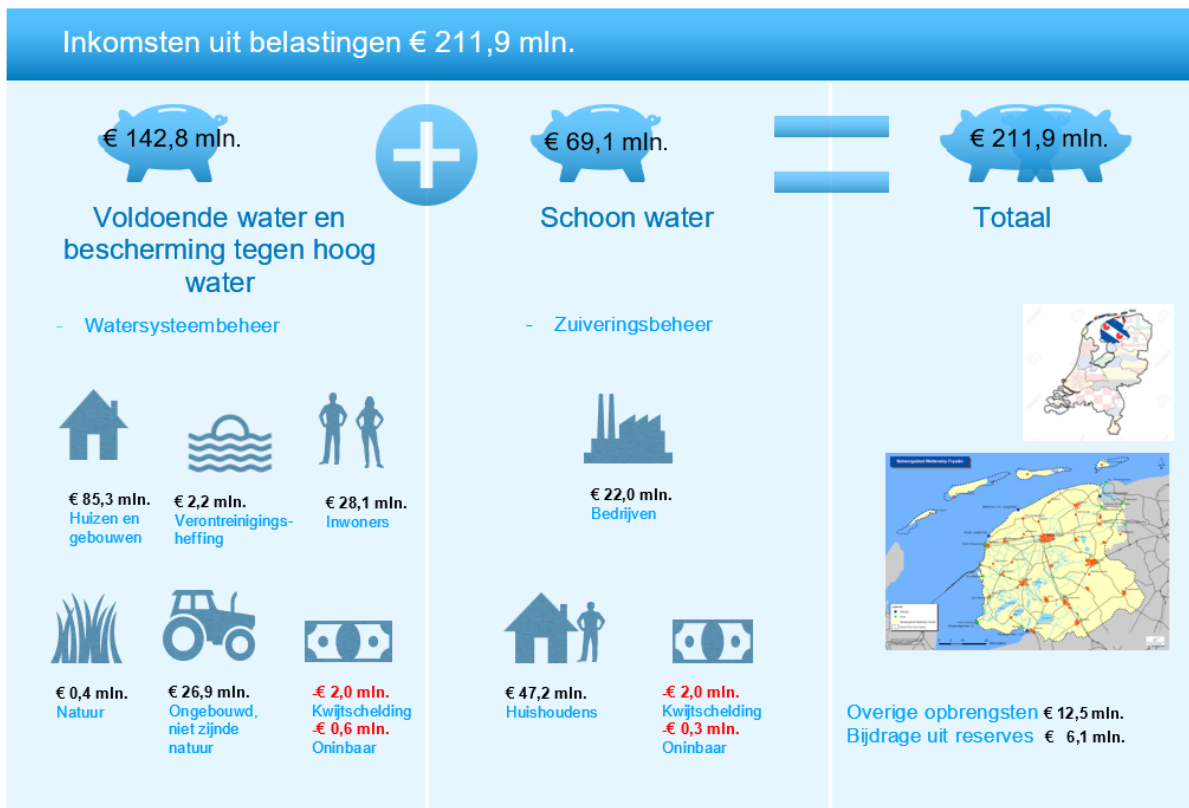 Inkomsten uit belastingen € 211,9 mln.
€ 142,8 mln.
Voldoende water en
bescherming tegen hoog
water
- Watersysteembeheer
€ 85,3 mln.
Huizen en
gebouwen
€ 2,2 mln.
Verontreinigings-
heffing
€ 28,1 mln.
Inwoners
€ 0,4 mln.
Natuur
€ 26,9 mln.
Ongebouwd,
niet zijnde
natuur
-€ 2,0 mln.
Kwijtschelding
-€ 0,6 mln.
Oninbaar
€ 69,1 mln.
Schoon water
- Zuiveringsbeheer
€ 22,0 mln.
Bedrijven
€ 47,2 mln.
Huishoudens
-€ 2,0 mln.
Kwijtschelding
-€ 0,3 mln.
Oninbaar
€ 211,9 mln.
Totaal
Beheergebied Wetterskip Fryslân
Overige opbrengsten € 12,5 mln.
Bijdrage uit reserves € 6,1 mln.